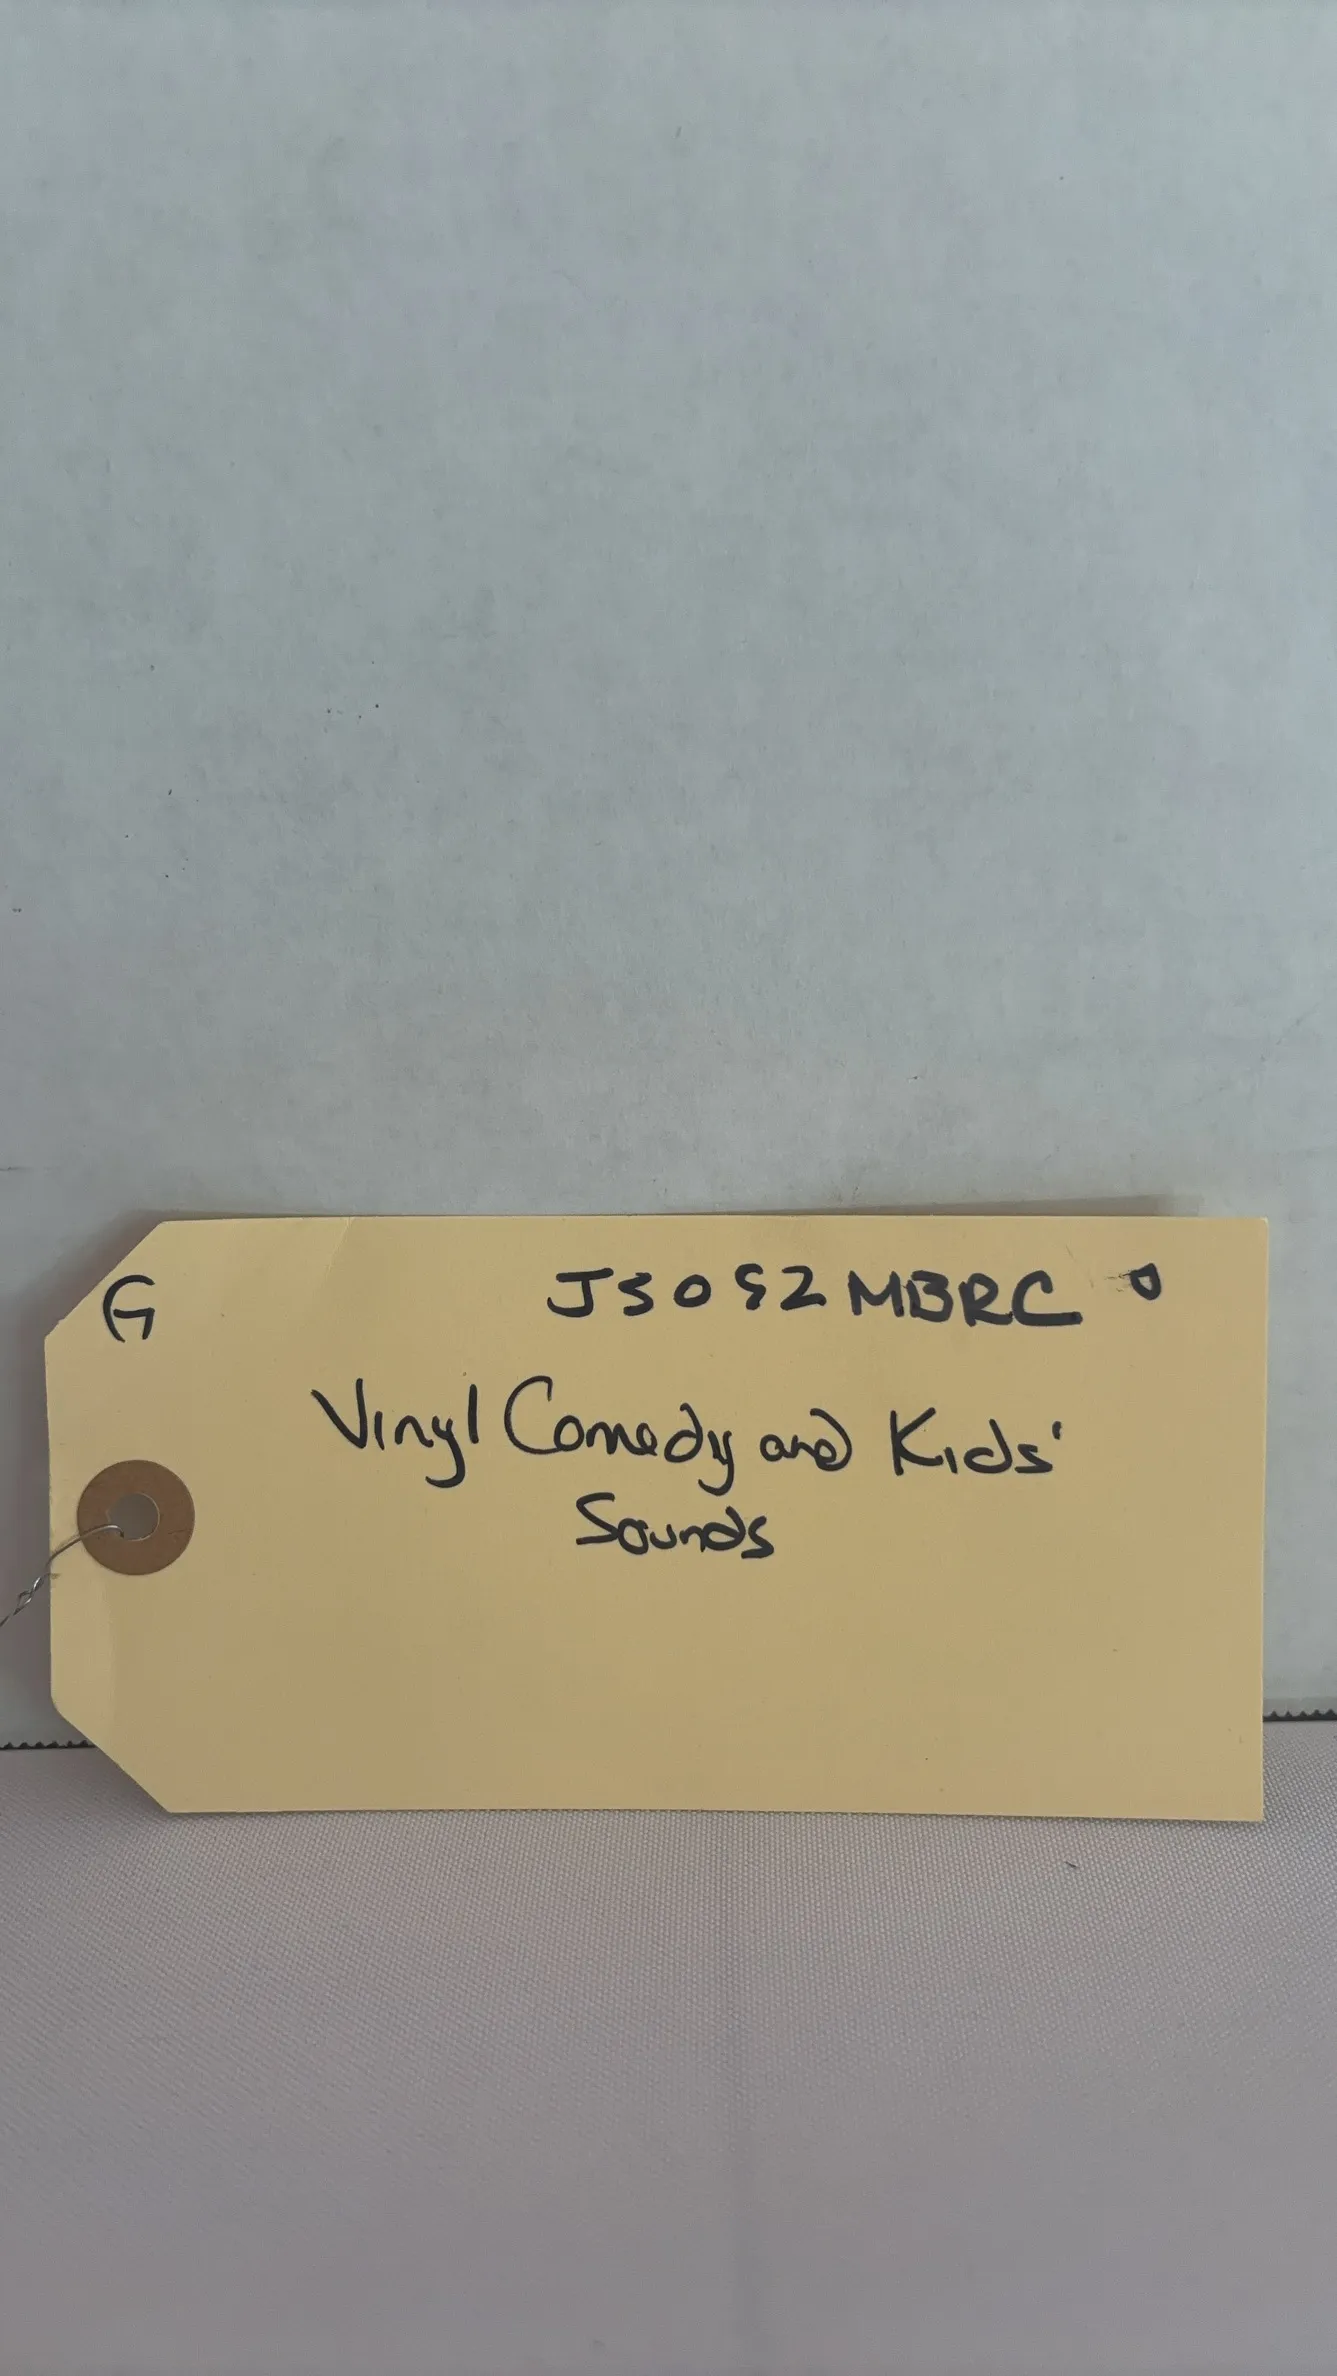 G JS092MBRC
Vinyl Comedy and Kids'
Sounds